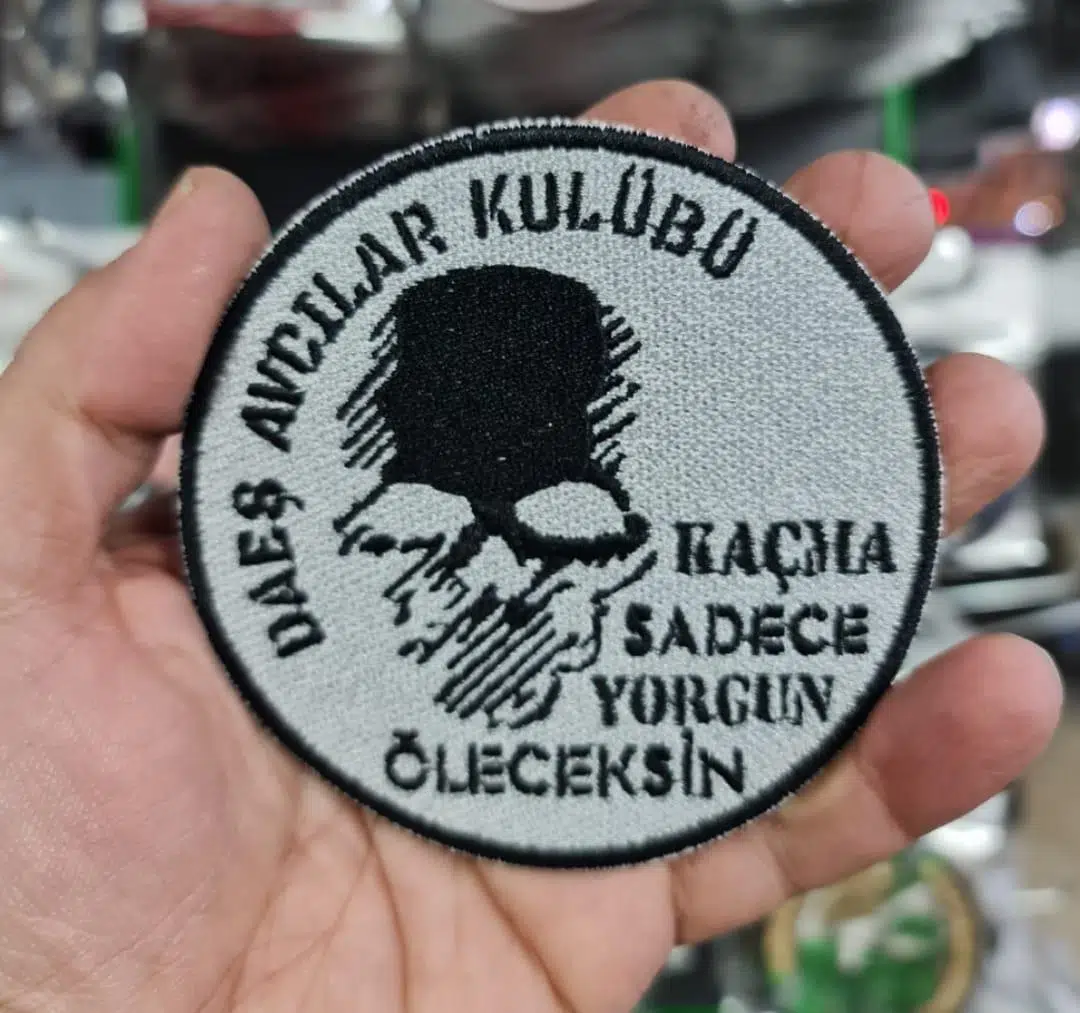 DAEŞ AVCILAR KULÜBÜ
KAÇMA
SADECE
YORGUN
ÖLECEKSİN